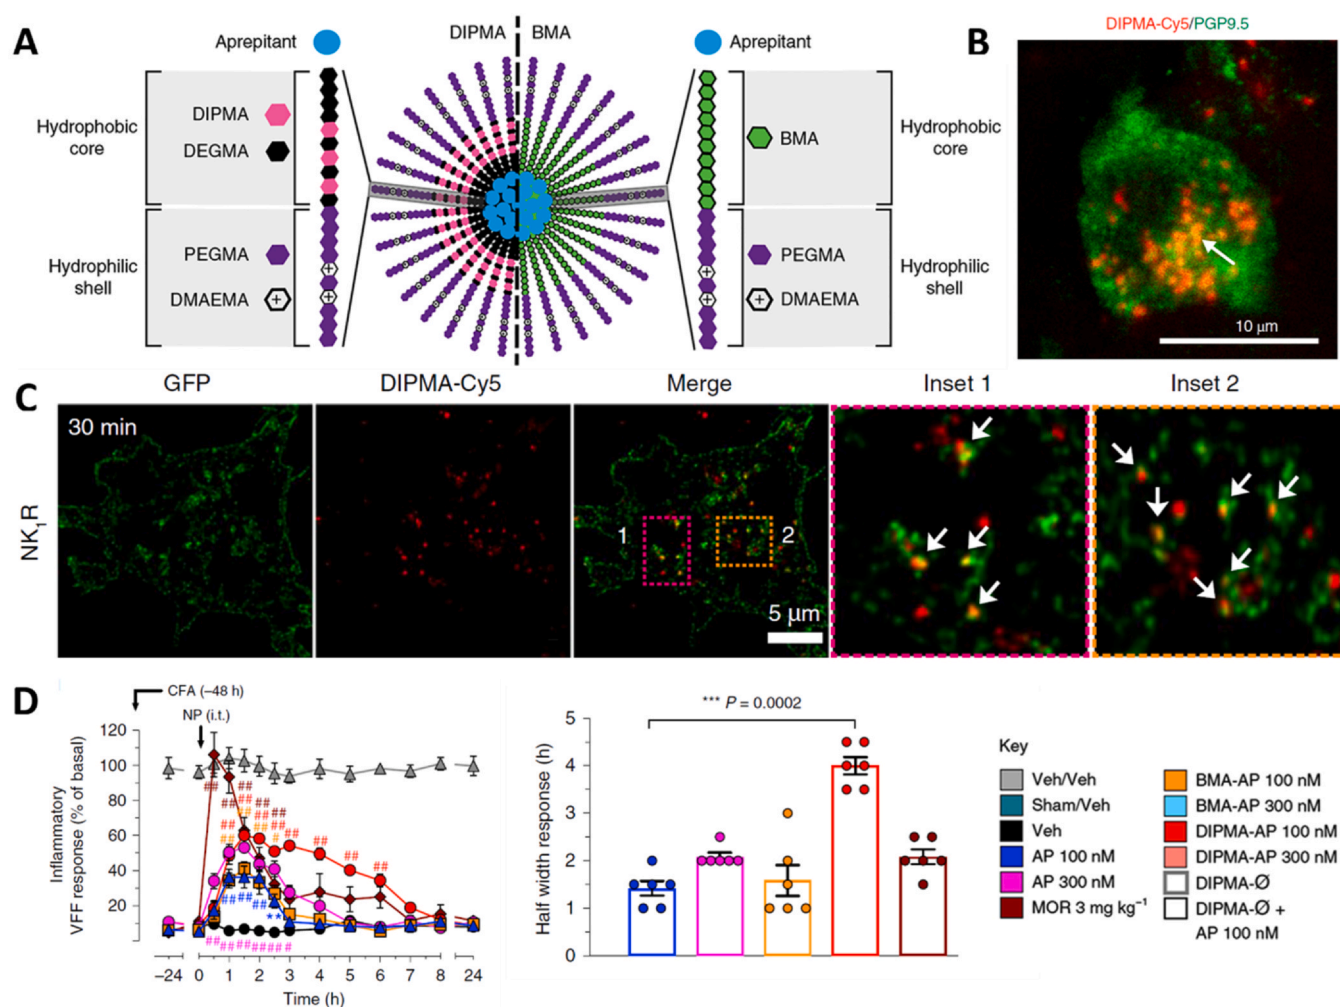 A
Aprepitant
DIPMA
BMA
Aprepitant
Hydrophobic
core
DIPMA
DEGMA
BMA
Hydrophobic
core
Hydrophilic
shell
PEGMA
DMAEMA
+
+
+
PEGMA
DMAEMA
+
+
+
Hydrophilic
shell
B
DIPMA-Cy5/PGP9.5
10 μm
C
GFP
DIPMA-Cy5
Merge
Inset 1
Inset 2
NK₁R
30 min
1
2
5 μm
D
CFA (–48 h)
NP (i.t.)
Inflammatory
VFF response (% of basal)
120
100
80
60
40
20
–24 0 1 2 3 4 5 6 7 8 24
Time (h)
*** P = 0.0002
Half width response (h)
5
4
3
2
1
0
Key
Veh/Veh
Sham/Veh
Veh
AP 100 nM
AP 300 nM
BMA-AP 100 nM
BMA-AP 300 nM
DIPMA-AP 100 nM
DIPMA-AP 300 nM
MOR 3 mg kg⁻¹
DIPMA-Ø
DIPMA-Ø +
AP 100 nM